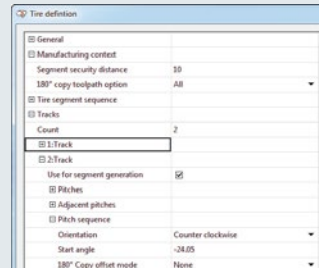 Tire defintion
General
Manufacturing context
Segment security distance 10
180° copy toolpath option All
Tire segment sequence
Tracks
Count 2
1:Track
2:Track
Use for segment generation
Pitches
Adjacent pitches
Pitch sequence
Orientation Counter clockwise
Start angle -24.05
180° Copy offset mode None